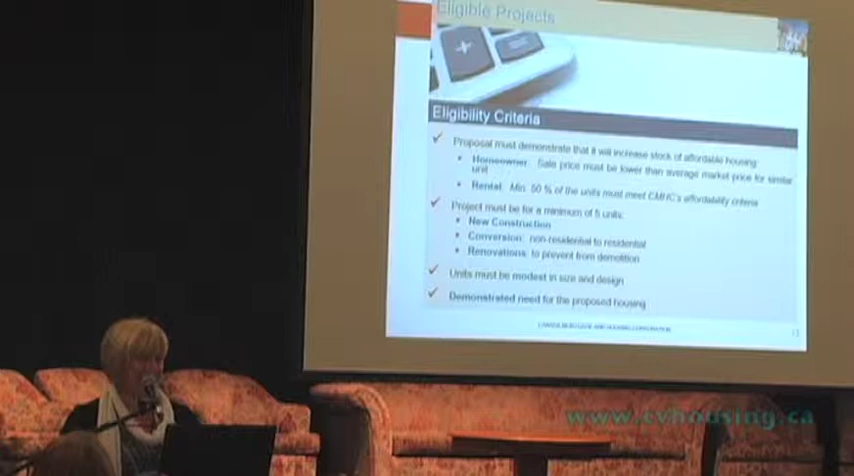 Eligible Projects
Eligibility Criteria
Proposal must demonstrate that it will increase stock of affordable housing:
Homeowner: Sale price must be lower than average market price for similar
unit
Rental: Min. 50 % of the units must meet CMHC's affordability criteria
Project must be for a minimum of 5 units:
New Construction
Conversion: non-residential to residential
Renovations: to prevent from demolition
Units must be modest in size and design
Demonstrated need for the proposed housing
CANADA MORTGAGE AND HOUSING CORPORATION
www.cvhousing.ca